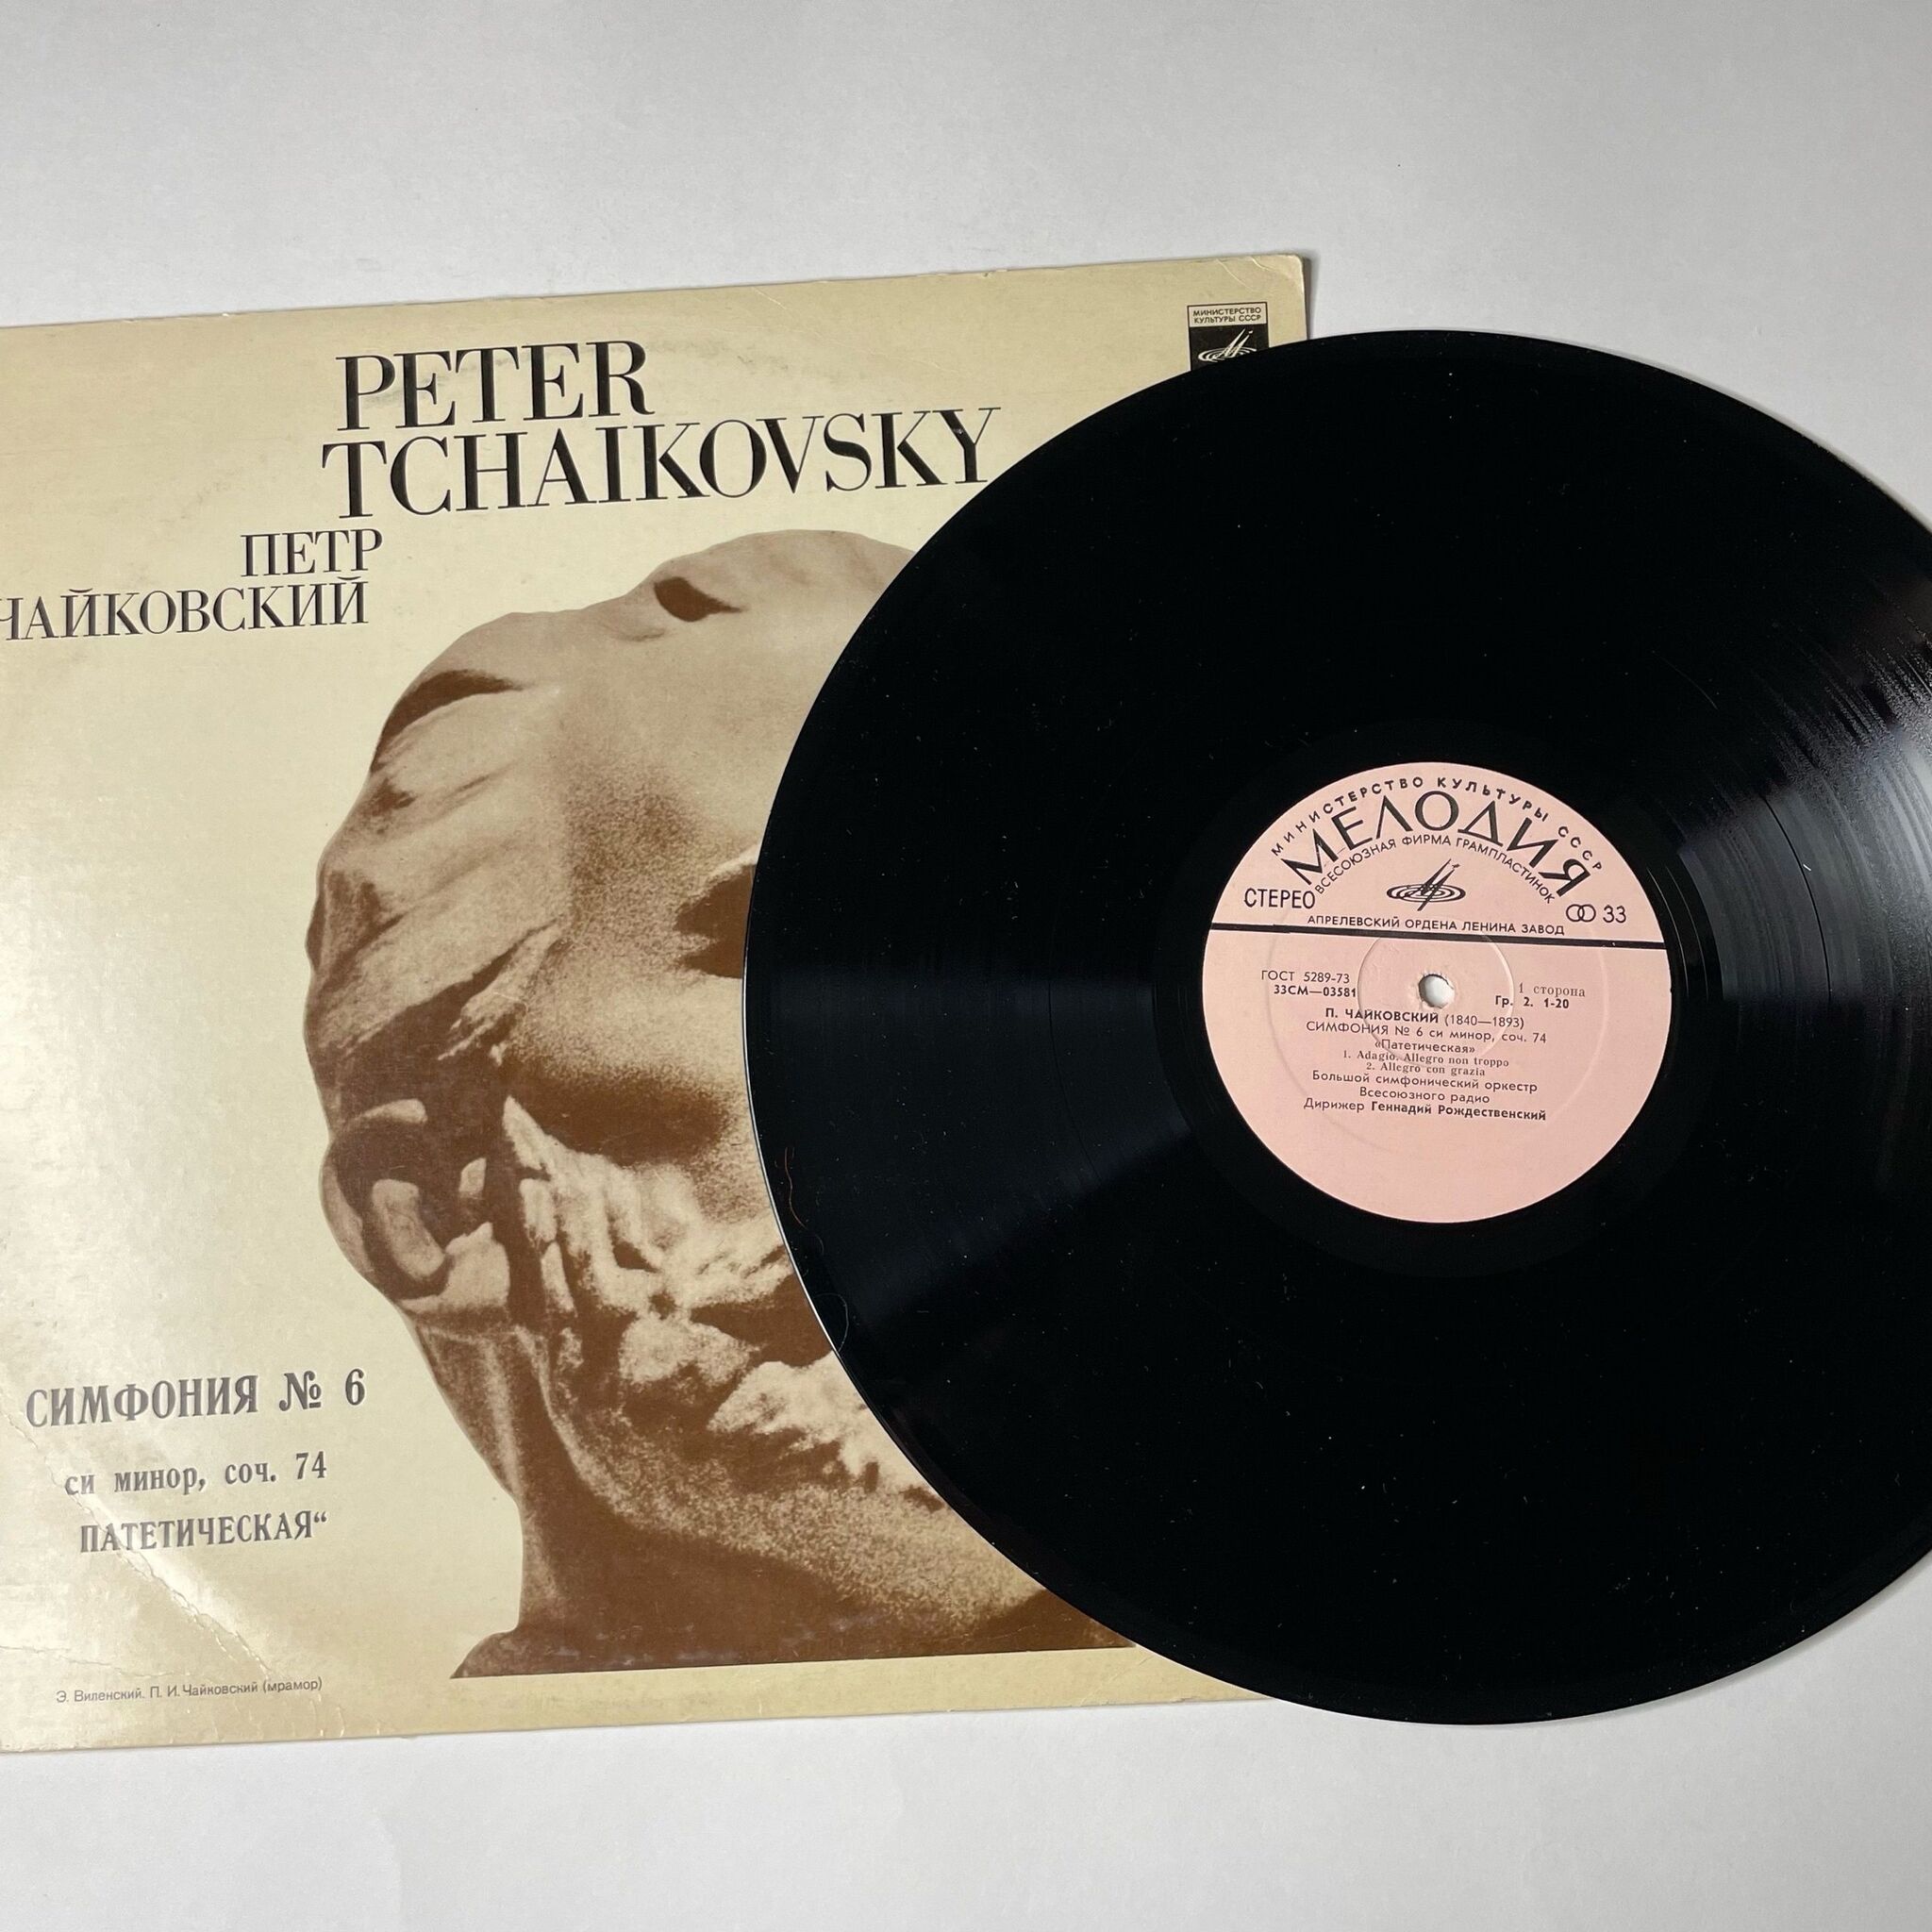 PETER
TCHAIKOVSKY
ПЕТР
ЧАЙКОВСКИЙ
МИНИСТЕРСТВО
КУЛЬТУРЫ СССР
СИМФОНИЯ № 6
си минор, соч. 74
ПАТЕТИЧЕСКАЯ“
Э. Виленский. П. И. Чайковский (мрамор)
МИНИСТЕРСТВО КУЛЬТУРЫ СССР
МЕЛОДИЯ
ВСЕСОЮЗНАЯ ФИРМА ГРАМПЛАСТИНОК
СТЕРЕО
33
АПРЕЛЕВСКИЙ ОРДЕНА ЛЕНИНА ЗАВОД
ГОСТ 5289-73
33СМ—03581
1 сторона
Гр. 2. 1-20
П. ЧАЙКОВСКИЙ (1840—1893)
СИМФОНИЯ № 6 си минор, соч. 74
«Патетическая»
1. Adagio. Allegro non troppo
2. Allegro con grazia
Большой симфонический оркестр
Всесоюзного радио
Дирижер Геннадий Рождественский